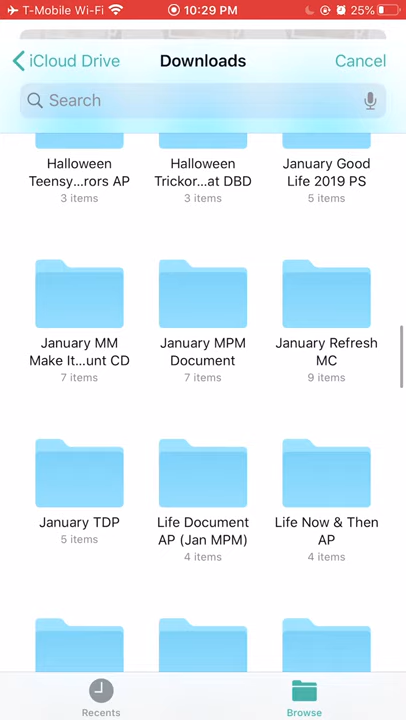 T-Mobile Wi-Fi 10:29 PM 25%
iCloud Drive Downloads Cancel
Search
Halloween Teensy...rors AP
3 items
Halloween Trickor...at DBD
3 items
January Good Life 2019 PS
5 items
January MM Make It...unt CD
7 items
January MPM Document
7 items
January Refresh MC
9 items
January TDP
5 items
Life Document AP (Jan MPM)
4 items
Life Now & Then AP
4 items
Recents Browse